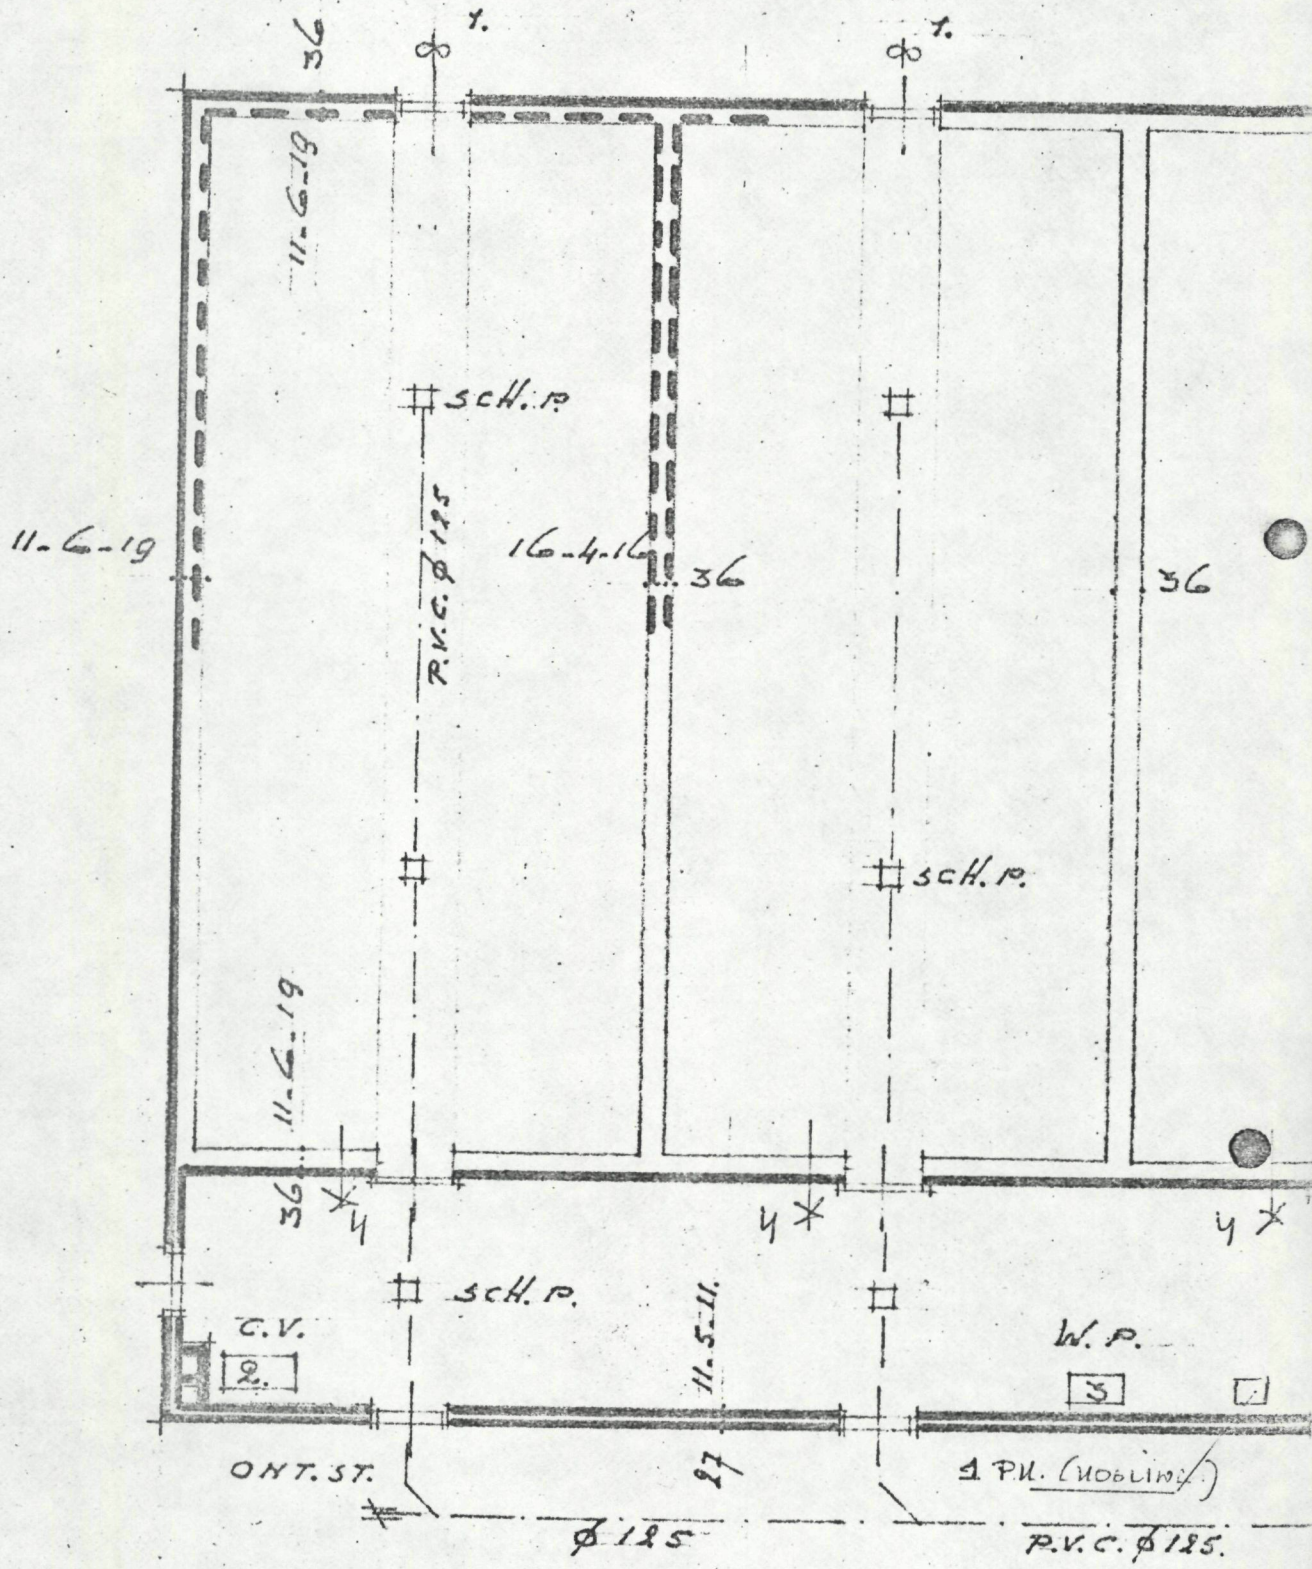 36
1.
1.
11-6-19
SCH.P.
P.V.C. ø 125
11-6-19
16-4-16
36
36
SCH.P.
11-6-19
36
4
4
4
SCH.P.
C.V.
2.
11-5-11.
W.P.
3
ONT.ST.
27
1 P.H.
ø 125
P.V.C. ø 125.